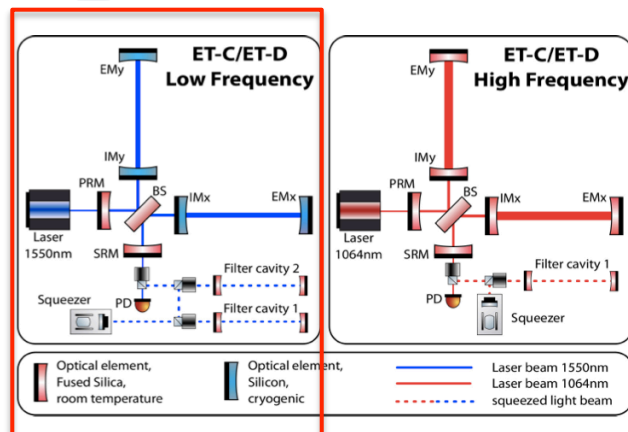 ET-C/ET-D
Low Frequency
EMy
IMy
PRM
BS
IMx
EMx
Laser
1550nm
SRM
Filter cavity 2
Squeezer
PD
Filter cavity 1
ET-C/ET-D
High Frequency
EMy
IMy
PRM
BS
IMx
EMx
Laser
1064nm
SRM
Filter cavity 1
PD
Squeezer
Optical element,
Fused Silica,
room temperature
Optical element,
Silicon,
cryogenic
Laser beam 1550nm
Laser beam 1064nm
squeezed light beam